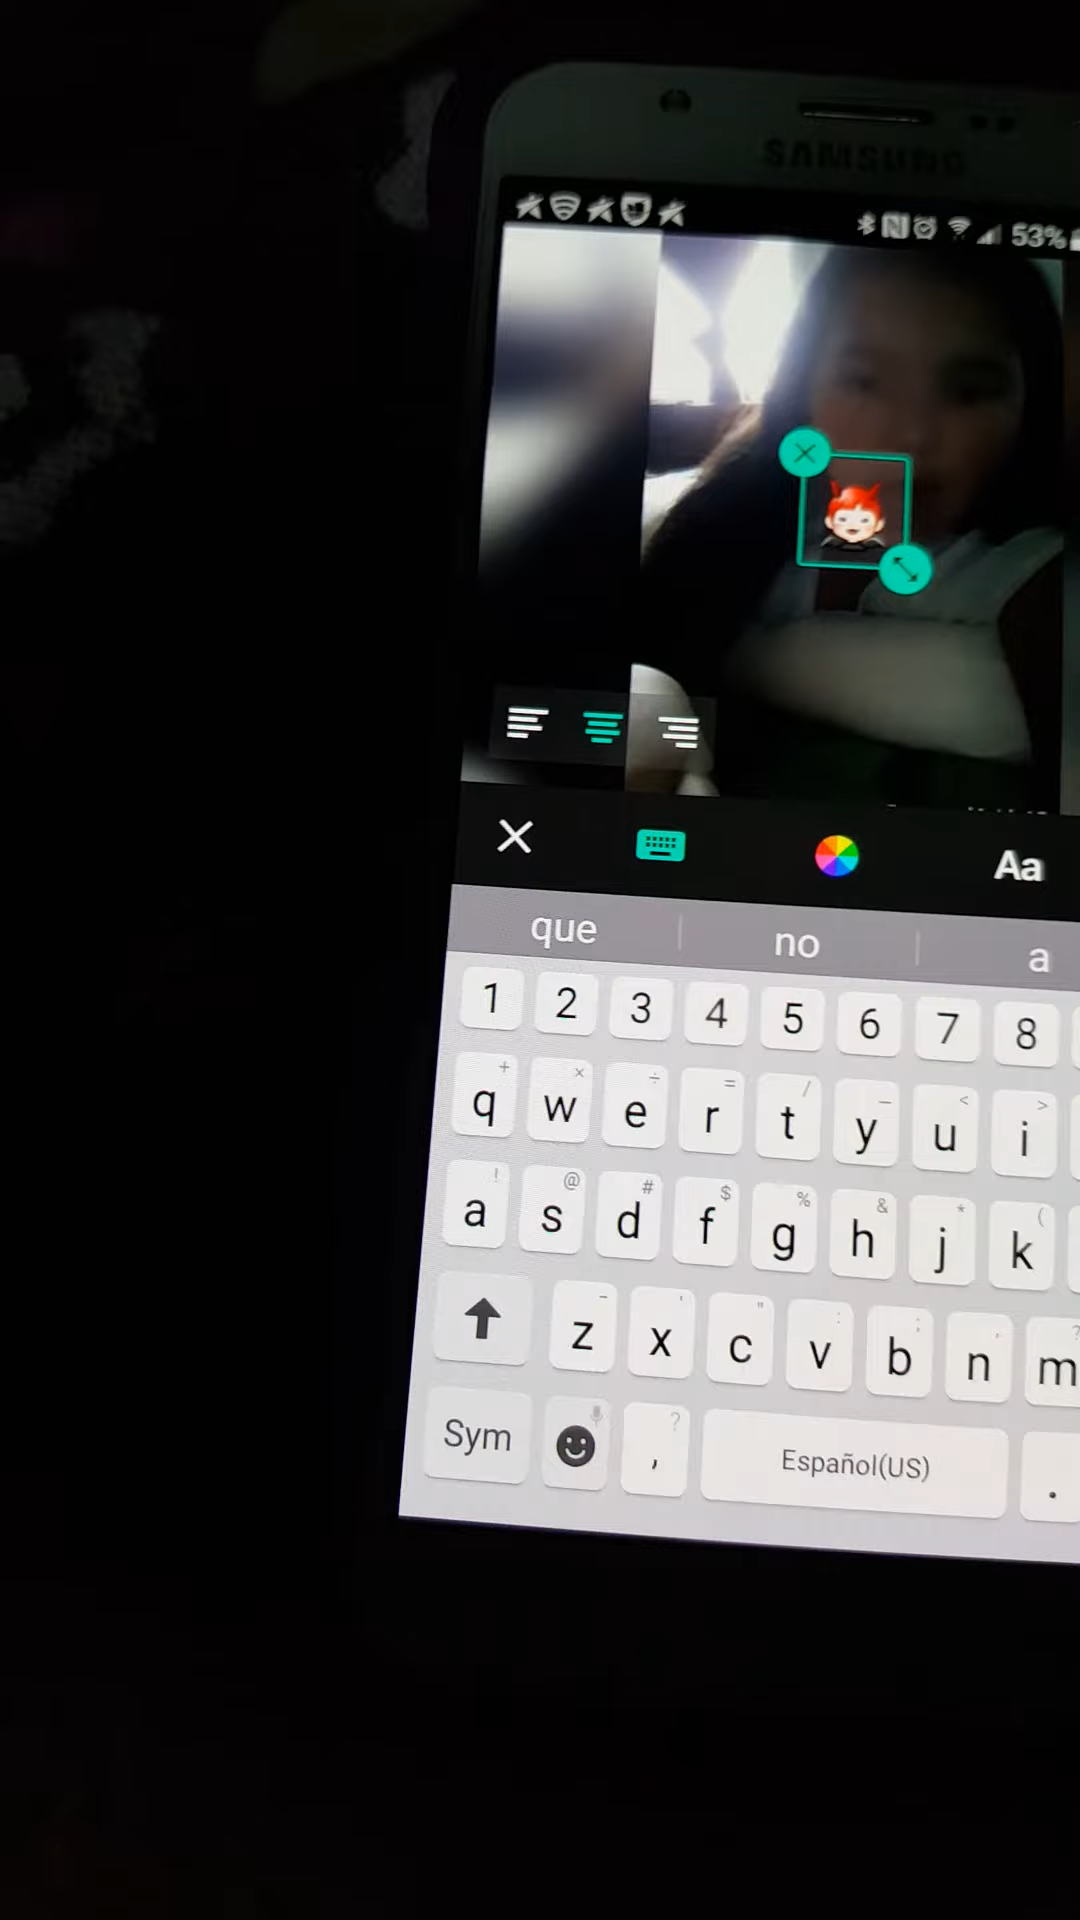 SAMSUNG
53%
Aa
que no a
1 2 3 4 5 6 7 8
+ × ÷ = / _ < >
q w e r t y u i
! @ # $ % & * (
a s d f g h j k
- ' " : ; , ?
z x c v b n m
?
Sym , Español(US) .